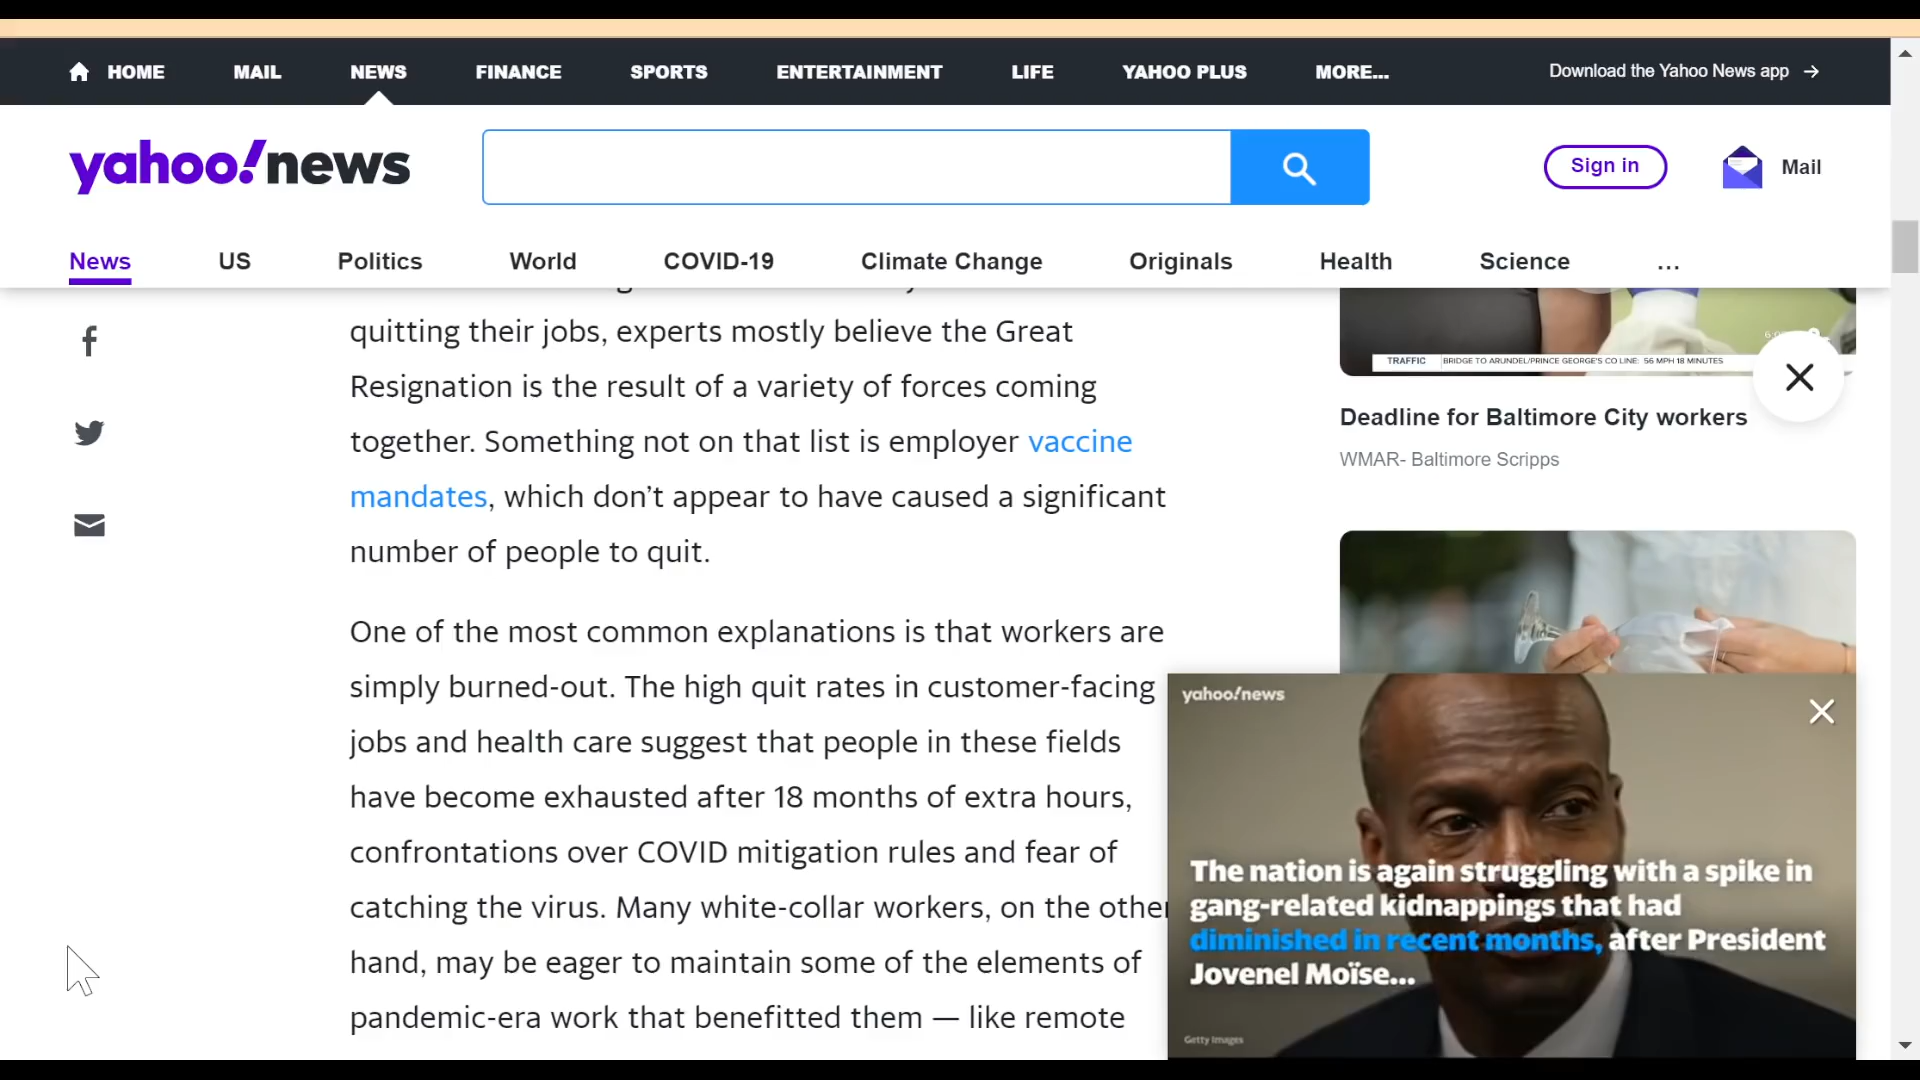 HOME MAIL NEWS FINANCE SPORTS ENTERTAINMENT LIFE YAHOO PLUS MORE... Download the Yahoo News app →
yahoo!news
Sign in
Mail
News US Politics World COVID-19 Climate Change Originals Health Science ...
quitting their jobs, experts mostly believe the Great
Resignation is the result of a variety of forces coming
together. Something not on that list is employer vaccine
mandates, which don’t appear to have caused a significant
number of people to quit.
One of the most common explanations is that workers are
simply burned-out. The high quit rates in customer-facing
jobs and health care suggest that people in these fields
have become exhausted after 18 months of extra hours,
confrontations over COVID mitigation rules and fear of
catching the virus. Many white-collar workers, on the other
hand, may be eager to maintain some of the elements of
pandemic-era work that benefitted them — like remote
TRAFFIC BRIDGE TO ARUNDEL/PRINCE GEORGE'S CO LINE: 56 MPH 18 MINUTES
Deadline for Baltimore City workers
WMAR- Baltimore Scripps
yahoo!news
The nation is again struggling with a spike in
gang-related kidnappings that had
diminished in recent months, after President
Jovenel Moïse...
Getty Images